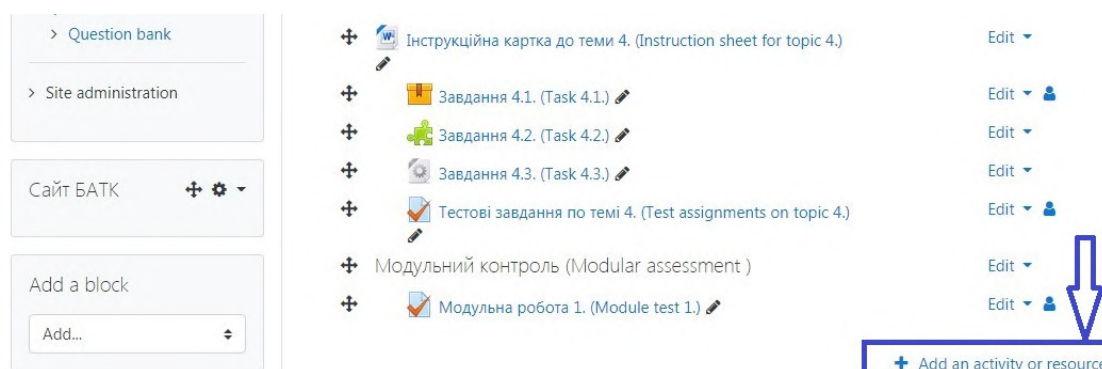 > Question bank
> Site administration
Сайт БАТК
Add a block
Add...
Інструкційна картка до теми 4. (Instruction sheet for topic 4.) Edit
Завдання 4.1. (Task 4.1.) Edit
Завдання 4.2. (Task 4.2.) Edit
Завдання 4.3. (Task 4.3.) Edit
Тестові завдання по темі 4. (Test assignments on topic 4.) Edit
Модульний контроль (Modular assessment ) Edit
Модульна робота 1. (Module test 1.) Edit
+ Add an activity or resource